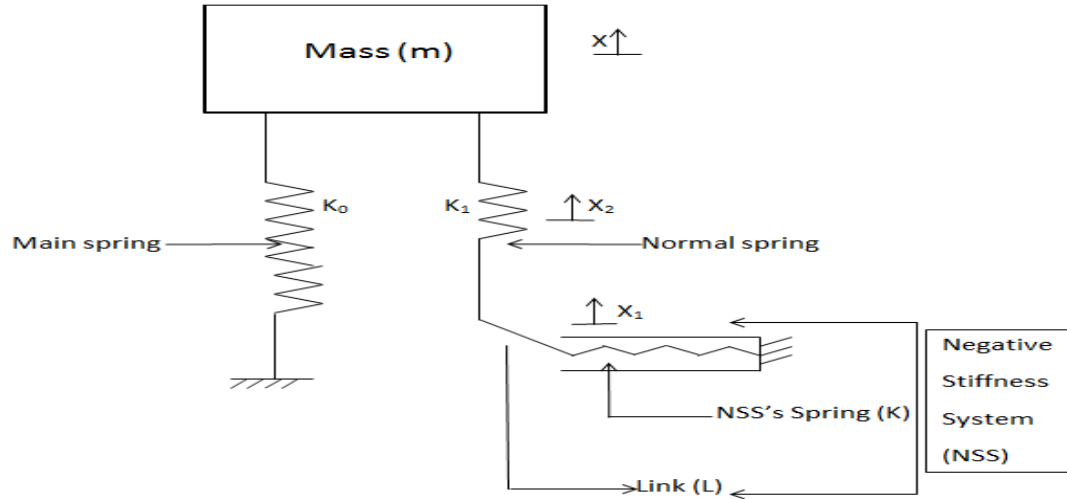 Mass (m)
X
K₀
K₁
X₂
Main spring
Normal spring
X₁
Negative
Stiffness
System
(NSS)
NSS's Spring (K)
Link (L)